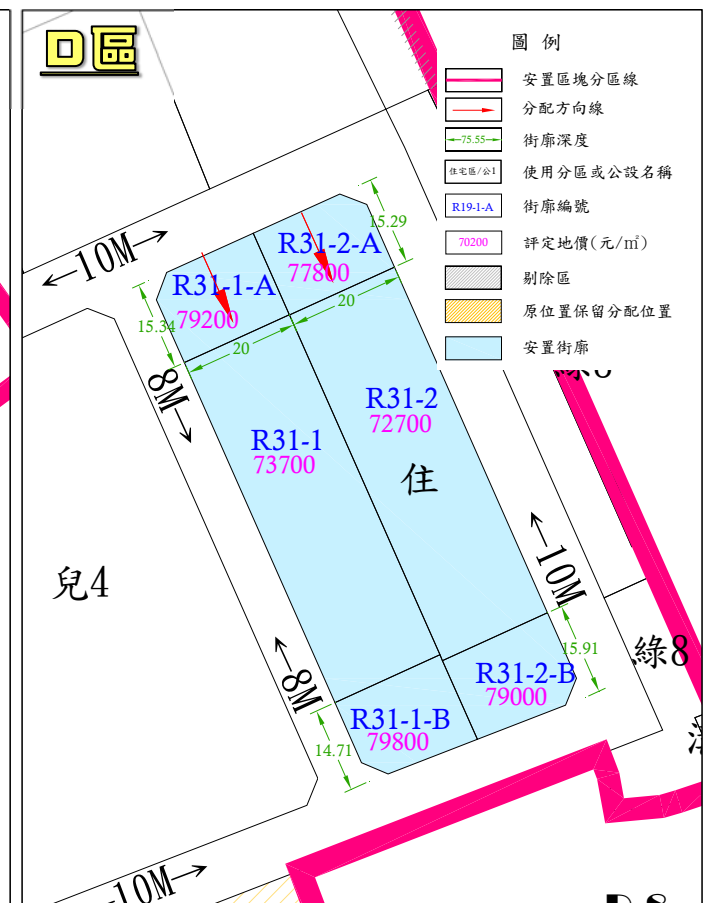 D區
圖 例
安置區塊分區線
分配方向線
75.55
街廓深度
住宅區/公1
使用分區或公設名稱
R19-1-A
街廓編號
70200
評定地價(元/㎡)
剔除區
原位置保留分配位置
安置街廓
←10M→
15.29
R31-2-A
77800
R31-1-A
79200
15.34
20
20
8M→
R31-2
72700
R31-1
73700
住
←10M
兒4
15.91
綠8
←8M
R31-2-B
79000
R31-1-B
79800
14.71
10M→